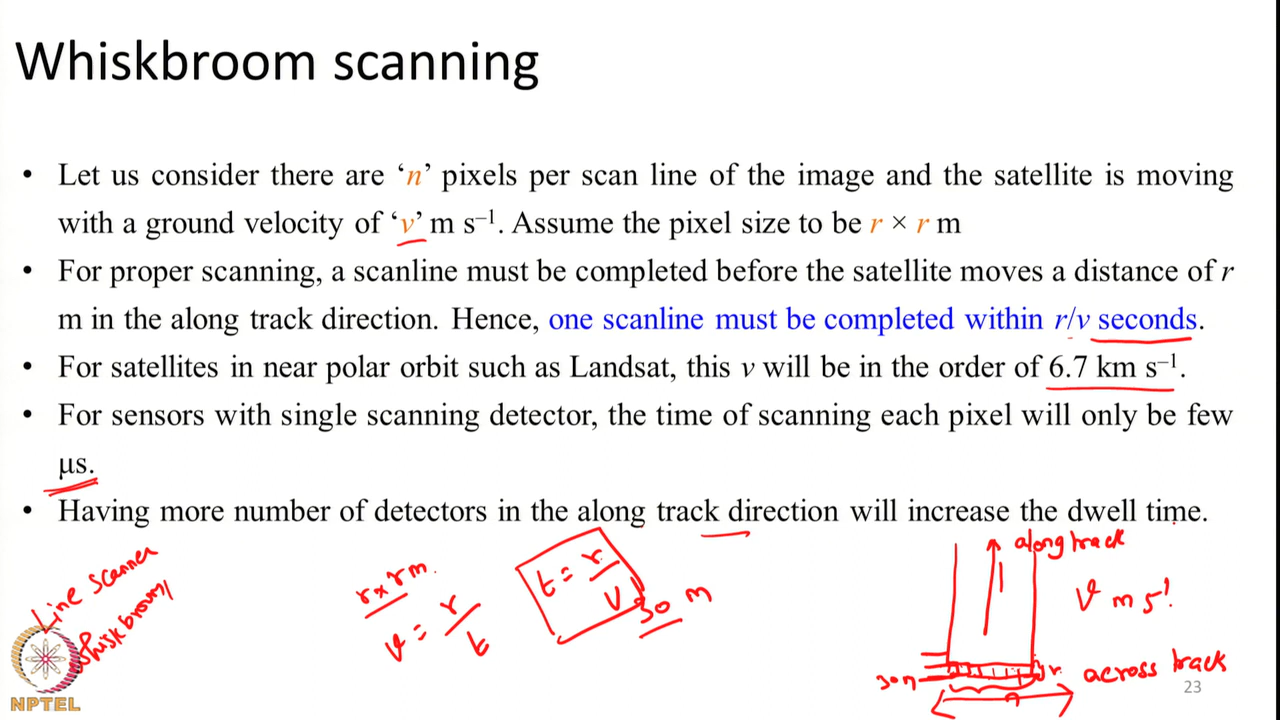 Whiskbroom scanning
• Let us consider there are ‘n’ pixels per scan line of the image and the satellite is moving
with a ground velocity of ‘v’ m s⁻¹. Assume the pixel size to be r × r m
• For proper scanning, a scanline must be completed before the satellite moves a distance of r
m in the along track direction. Hence, one scanline must be completed within r/v seconds.
• For satellites in near polar orbit such as Landsat, this v will be in the order of 6.7 km s⁻¹.
• For sensors with single scanning detector, the time of scanning each pixel will only be few
μs.
• Having more number of detectors in the along track direction will increase the dwell time.
Line scanner
Whiskbroom
r x r m.
v = r/t
t = r/v
30 m
along track
v m s⁻¹
30 m
r
across track
n
NPTEL
23